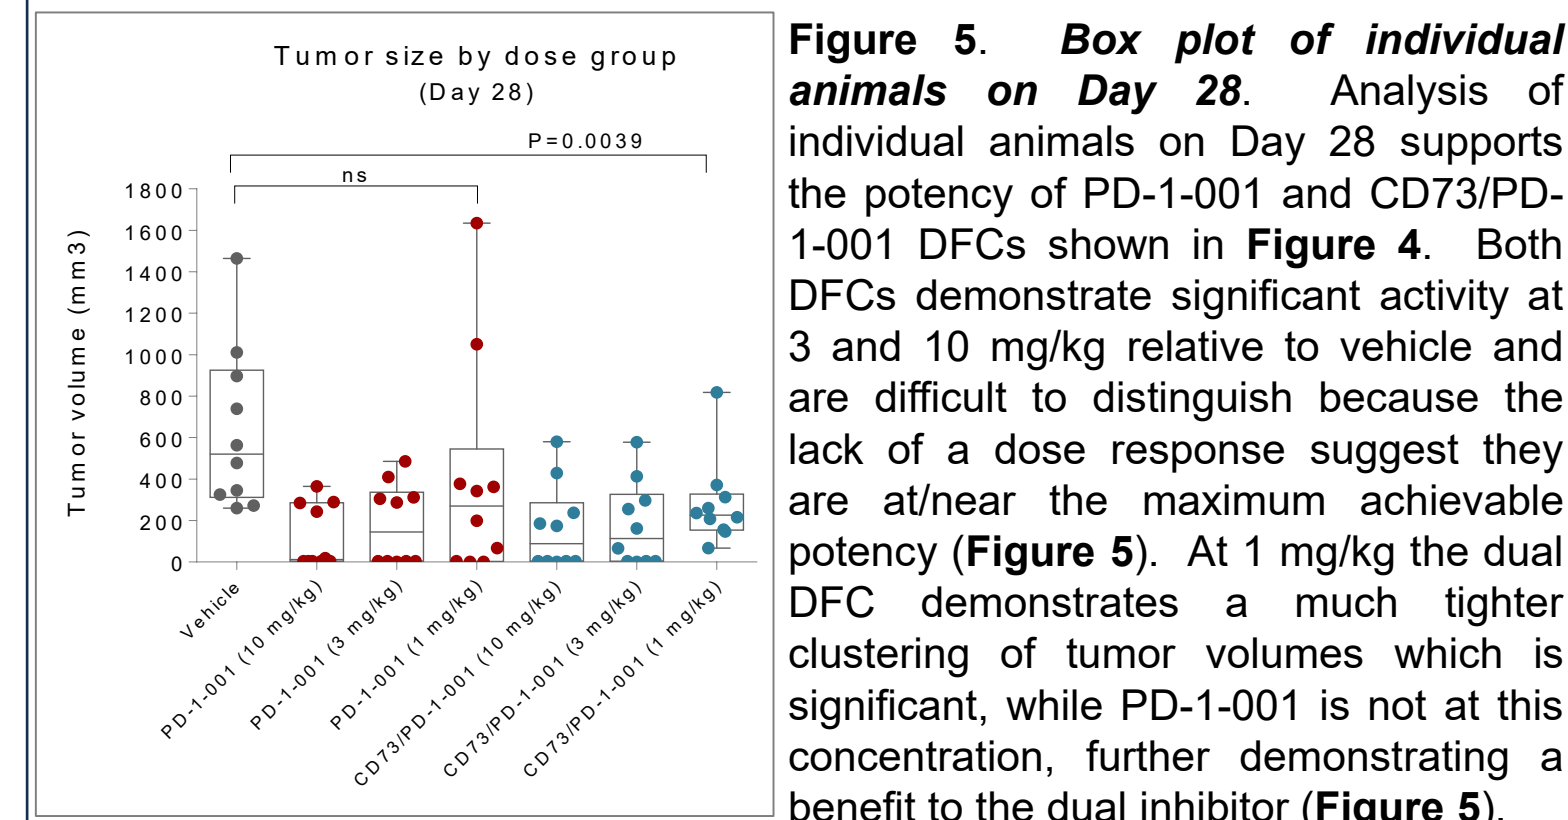 Tumor size by dose group
(Day 28)
P=0.0039
ns
1800
1600
1400
1200
1000
800
600
400
200
0
Tumor volume (mm3)
Vehicle
PD-1-001 (10 mg/kg)
PD-1-001 (3 mg/kg)
PD-1-001 (1 mg/kg)
CD73/PD-1-001 (10 mg/kg)
CD73/PD-1-001 (3 mg/kg)
CD73/PD-1-001 (1 mg/kg)
Figure 5. Box plot of individual
animals on Day 28. Analysis of
individual animals on Day 28 supports
the potency of PD-1-001 and CD73/PD-
1-001 DFCs shown in Figure 4. Both
DFCs demonstrate significant activity at
3 and 10 mg/kg relative to vehicle and
are difficult to distinguish because the
lack of a dose response suggest they
are at/near the maximum achievable
potency (Figure 5). At 1 mg/kg the dual
DFC demonstrates a much tighter
clustering of tumor volumes which is
significant, while PD-1-001 is not at this
concentration, further demonstrating a
benefit to the dual inhibitor (Figure 5).